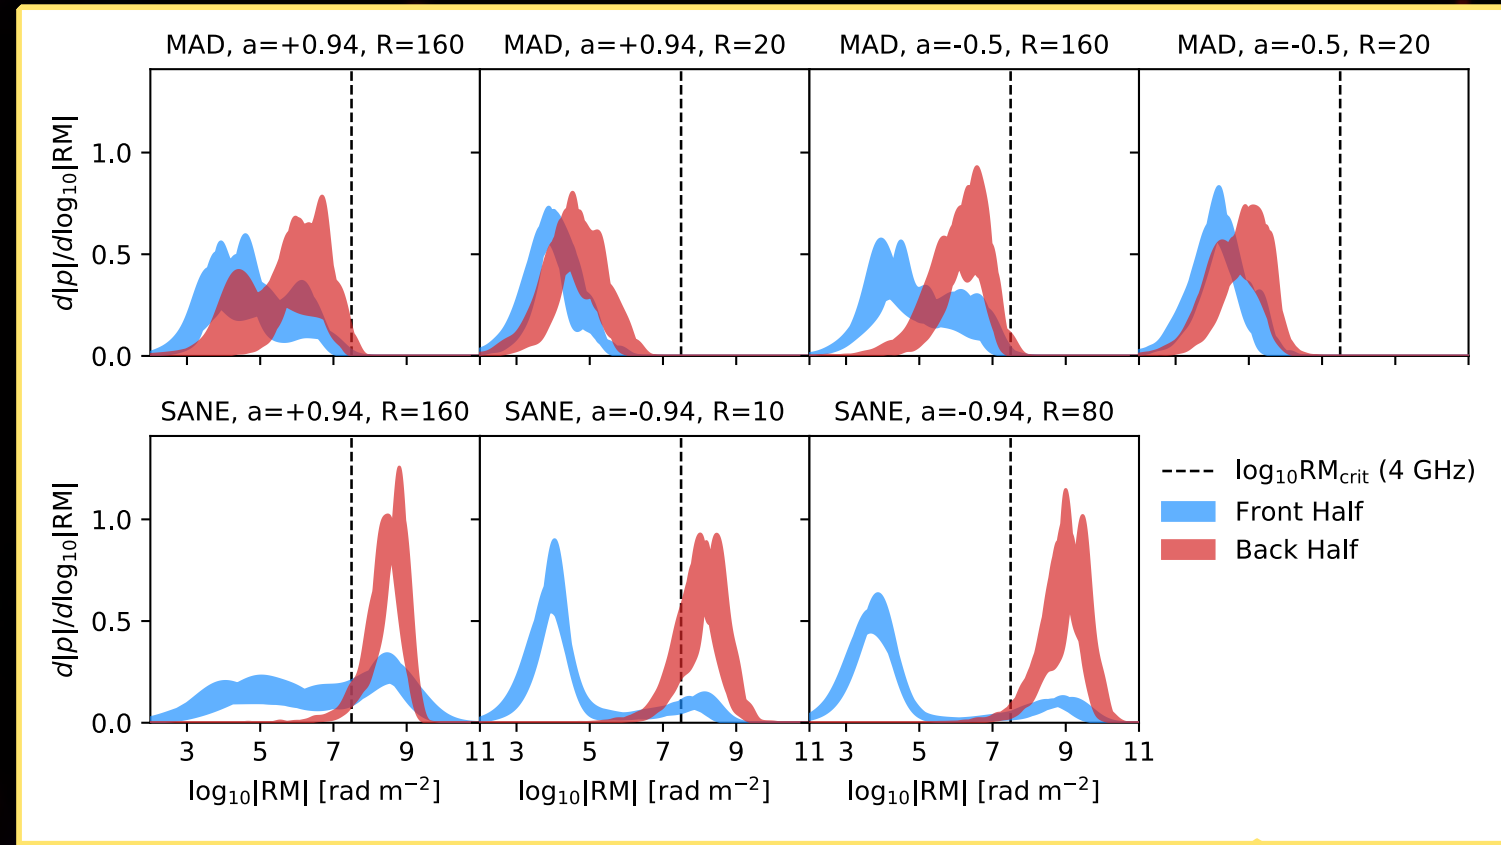 MAD, a=+0.94, R=160 MAD, a=+0.94, R=20 MAD, a=-0.5, R=160 MAD, a=-0.5, R=20
d|p|/dlog₁₀|RM|
1.0
0.5
0.0
SANE, a=+0.94, R=160 SANE, a=-0.94, R=10 SANE, a=-0.94, R=80
d|p|/dlog₁₀|RM|
1.0
0.5
0.0
log₁₀RM_crit (4 GHz)
Front Half
Back Half
3 5 7 9 11 3 5 7 9 11 3 5 7 9 11
log₁₀|RM| [rad m⁻²] log₁₀|RM| [rad m⁻²] log₁₀|RM| [rad m⁻²]